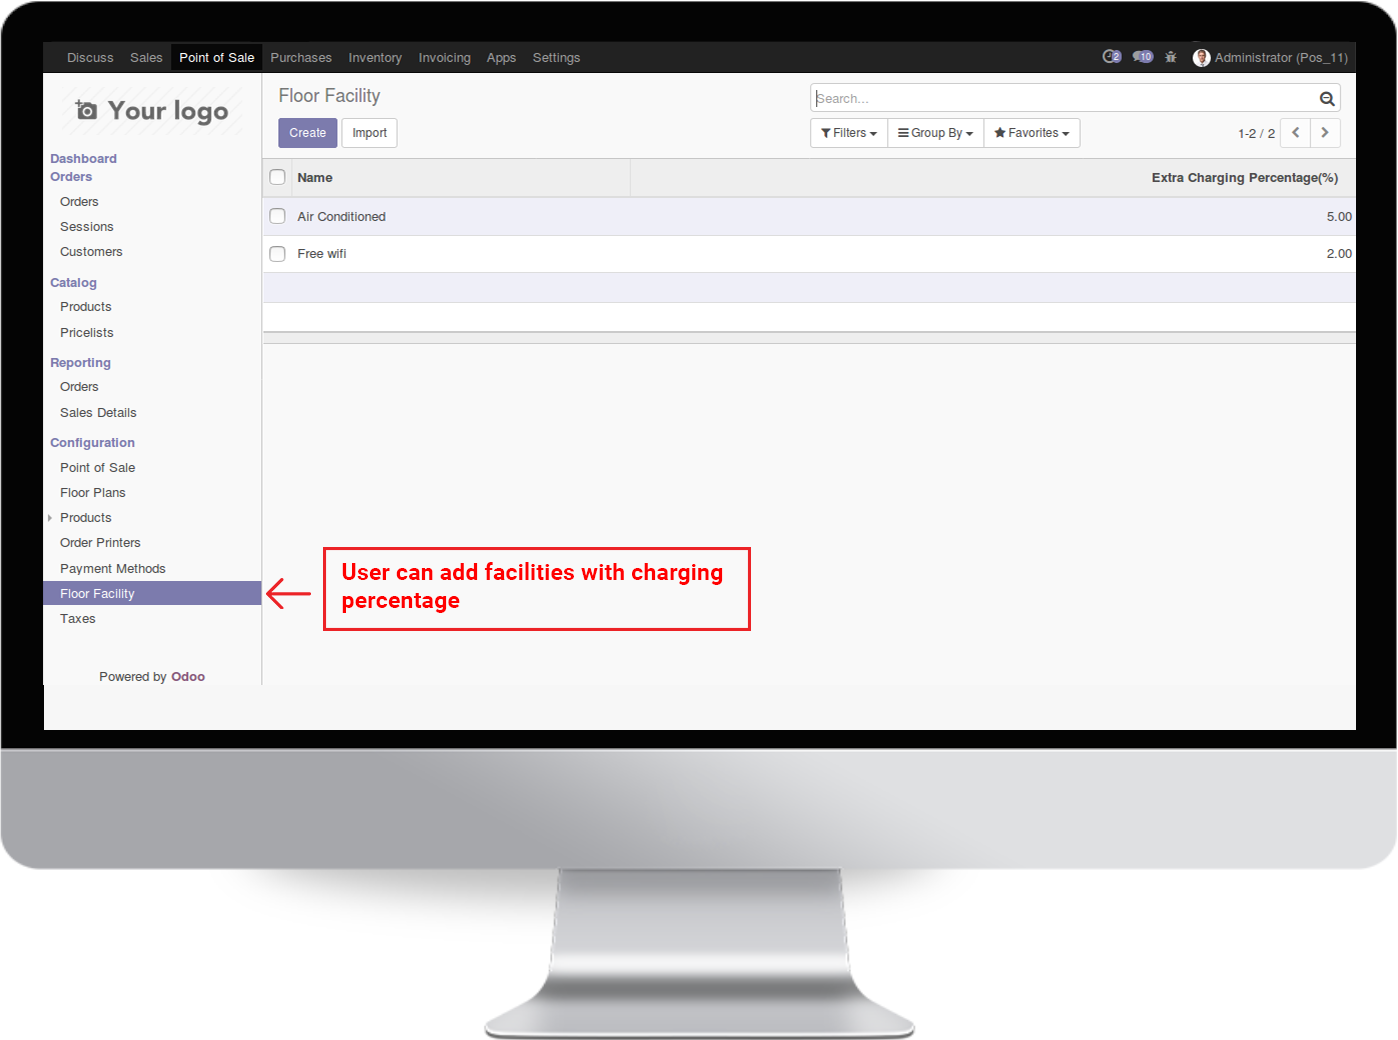 Discuss Sales Point of Sale Purchases Inventory Invoicing Apps Settings 2 10 Administrator (Pos_11)
Your logo
Floor Facility
Search...
Create Import
Filters Group By Favorites 1-2 / 2
Dashboard
Orders
Orders
Sessions
Customers
Catalog
Products
Pricelists
Reporting
Orders
Sales Details
Configuration
Point of Sale
Floor Plans
Products
Order Printers
Payment Methods
Floor Facility
Taxes
Powered by Odoo
Name Extra Charging Percentage(%)
Air Conditioned 5.00
Free wifi 2.00
User can add facilities with charging
percentage